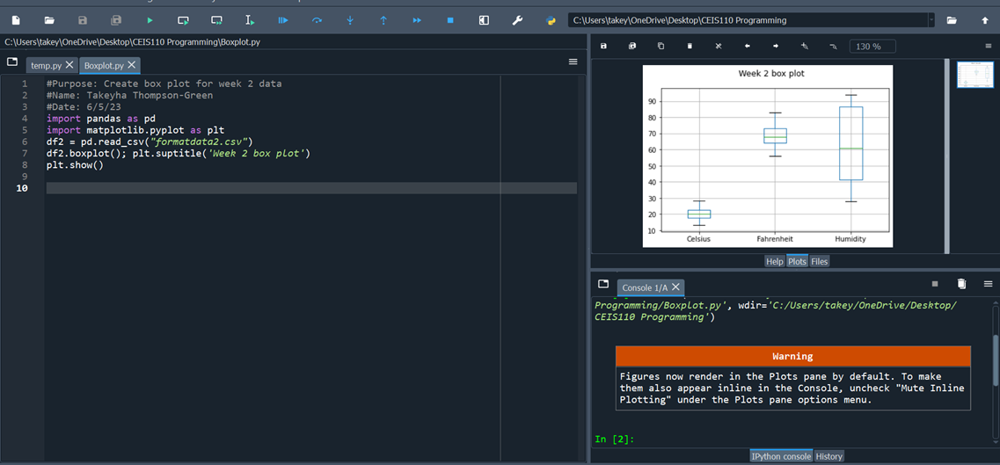 C:\Users\takey\OneDrive\Desktop\CEIS110 Programming
C:\Users\takey\OneDrive\Desktop\CEIS110 Programming\Boxplot.py
temp.py
Boxplot.py
1 #Purpose: Create box plot for week 2 data
2 #Name: Takeyha Thompson-Green
3 #Date: 6/5/23
4 import pandas as pd
5 import matplotlib.pyplot as plt
6 df2 = pd.read_csv("formatdata2.csv")
7 df2.boxplot(); plt.suptitle('Week 2 box plot')
8 plt.show()
9
10
130 %
Week 2 box plot
90
80
70
60
50
40
30
20
10
Celsius Fahrenheit Humidity
Help Plots Files
Console 1/A
Programming/Boxplot.py', wdir='C:/Users/takey/OneDrive/Desktop/
CEIS110 Programming')
Warning
Figures now render in the Plots pane by default. To make
them also appear inline in the Console, uncheck "Mute Inline
Plotting" under the Plots pane options menu.
In [2]:
IPython console History